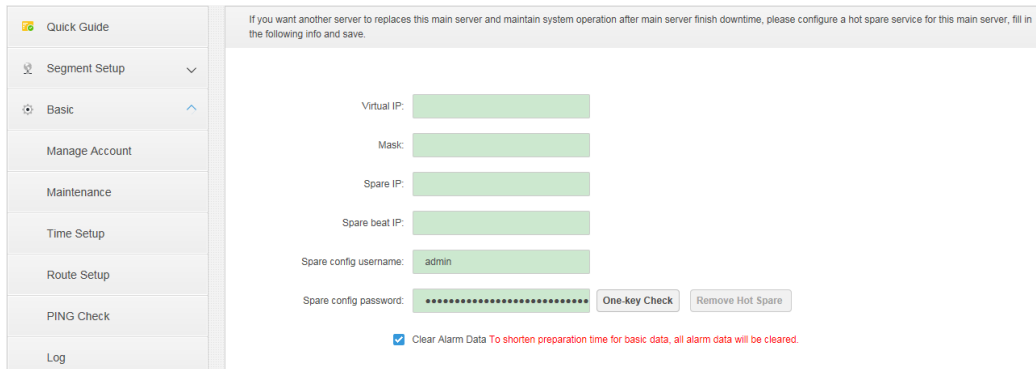 Quick Guide
Segment Setup
Basic
Manage Account
Maintenance
Time Setup
Route Setup
PING Check
Log
If you want another server to replaces this main server and maintain system operation after main server finish downtime, please configure a hot spare service for this main server, fill in
the following info and save.
Virtual IP:
Mask:
Spare IP:
Spare beat IP:
Spare config username: admin
Spare config password: •••••••••••••••••••••••••••• One-key Check Remove Hot Spare
Clear Alarm Data To shorten preparation time for basic data, all alarm data will be cleared.